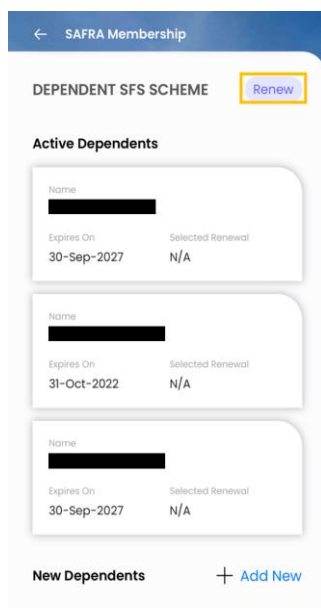 ← SAFRA Membership
DEPENDENT SFS SCHEME Renew
Active Dependents
Name
Expires On Selected Renewal
30-Sep-2027 N/A
Name
Expires On Selected Renewal
31-Oct-2022 N/A
Name
Expires On Selected Renewal
30-Sep-2027 N/A
New Dependents + Add New